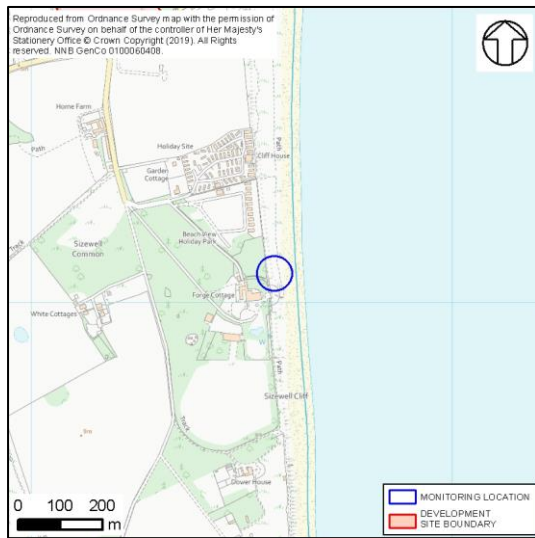 Reproduced from Ordnance Survey map with the permission of
Ordnance Survey on behalf of the controller of Her Majesty's
Stationery Office © Crown Copyright (2019). All Rights
reserved. NNB GenCo 0100060408.
Home Farm
Path
Holiday Site
Path
Cliff House
Garden
Cottage
Track
Sizewell
Common
Beach View
Holiday Park
Forge Cottage
White Cottages
W
Path
Sizewell Cliff
Track
Dower House
0 100 200
m
MONITORING LOCATION
DEVELOPMENT
SITE BOUNDARY